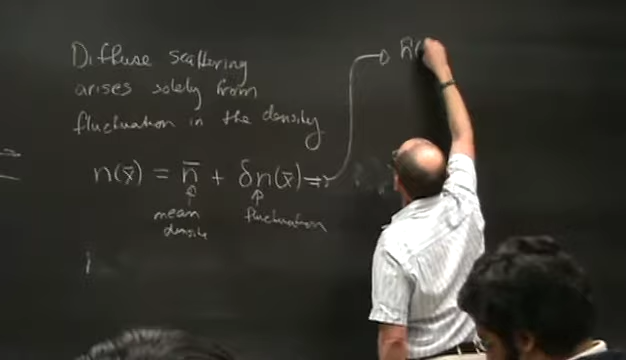 Diffuse scattering
arises solely from
fluctuation in the density
n(x̄) = n̄ + δn(x̄)
mean
density
fluctuation
n̄(